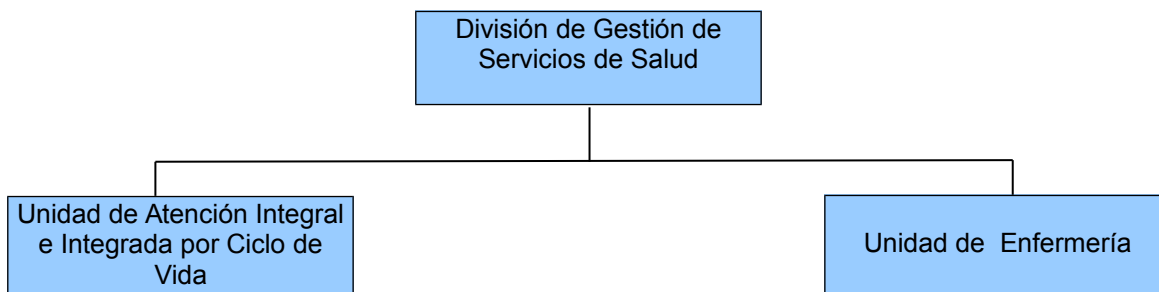 División de Gestión de
Servicios de Salud
Unidad de Atención Integral
e Integrada por Ciclo de
Vida
Unidad de  Enfermería